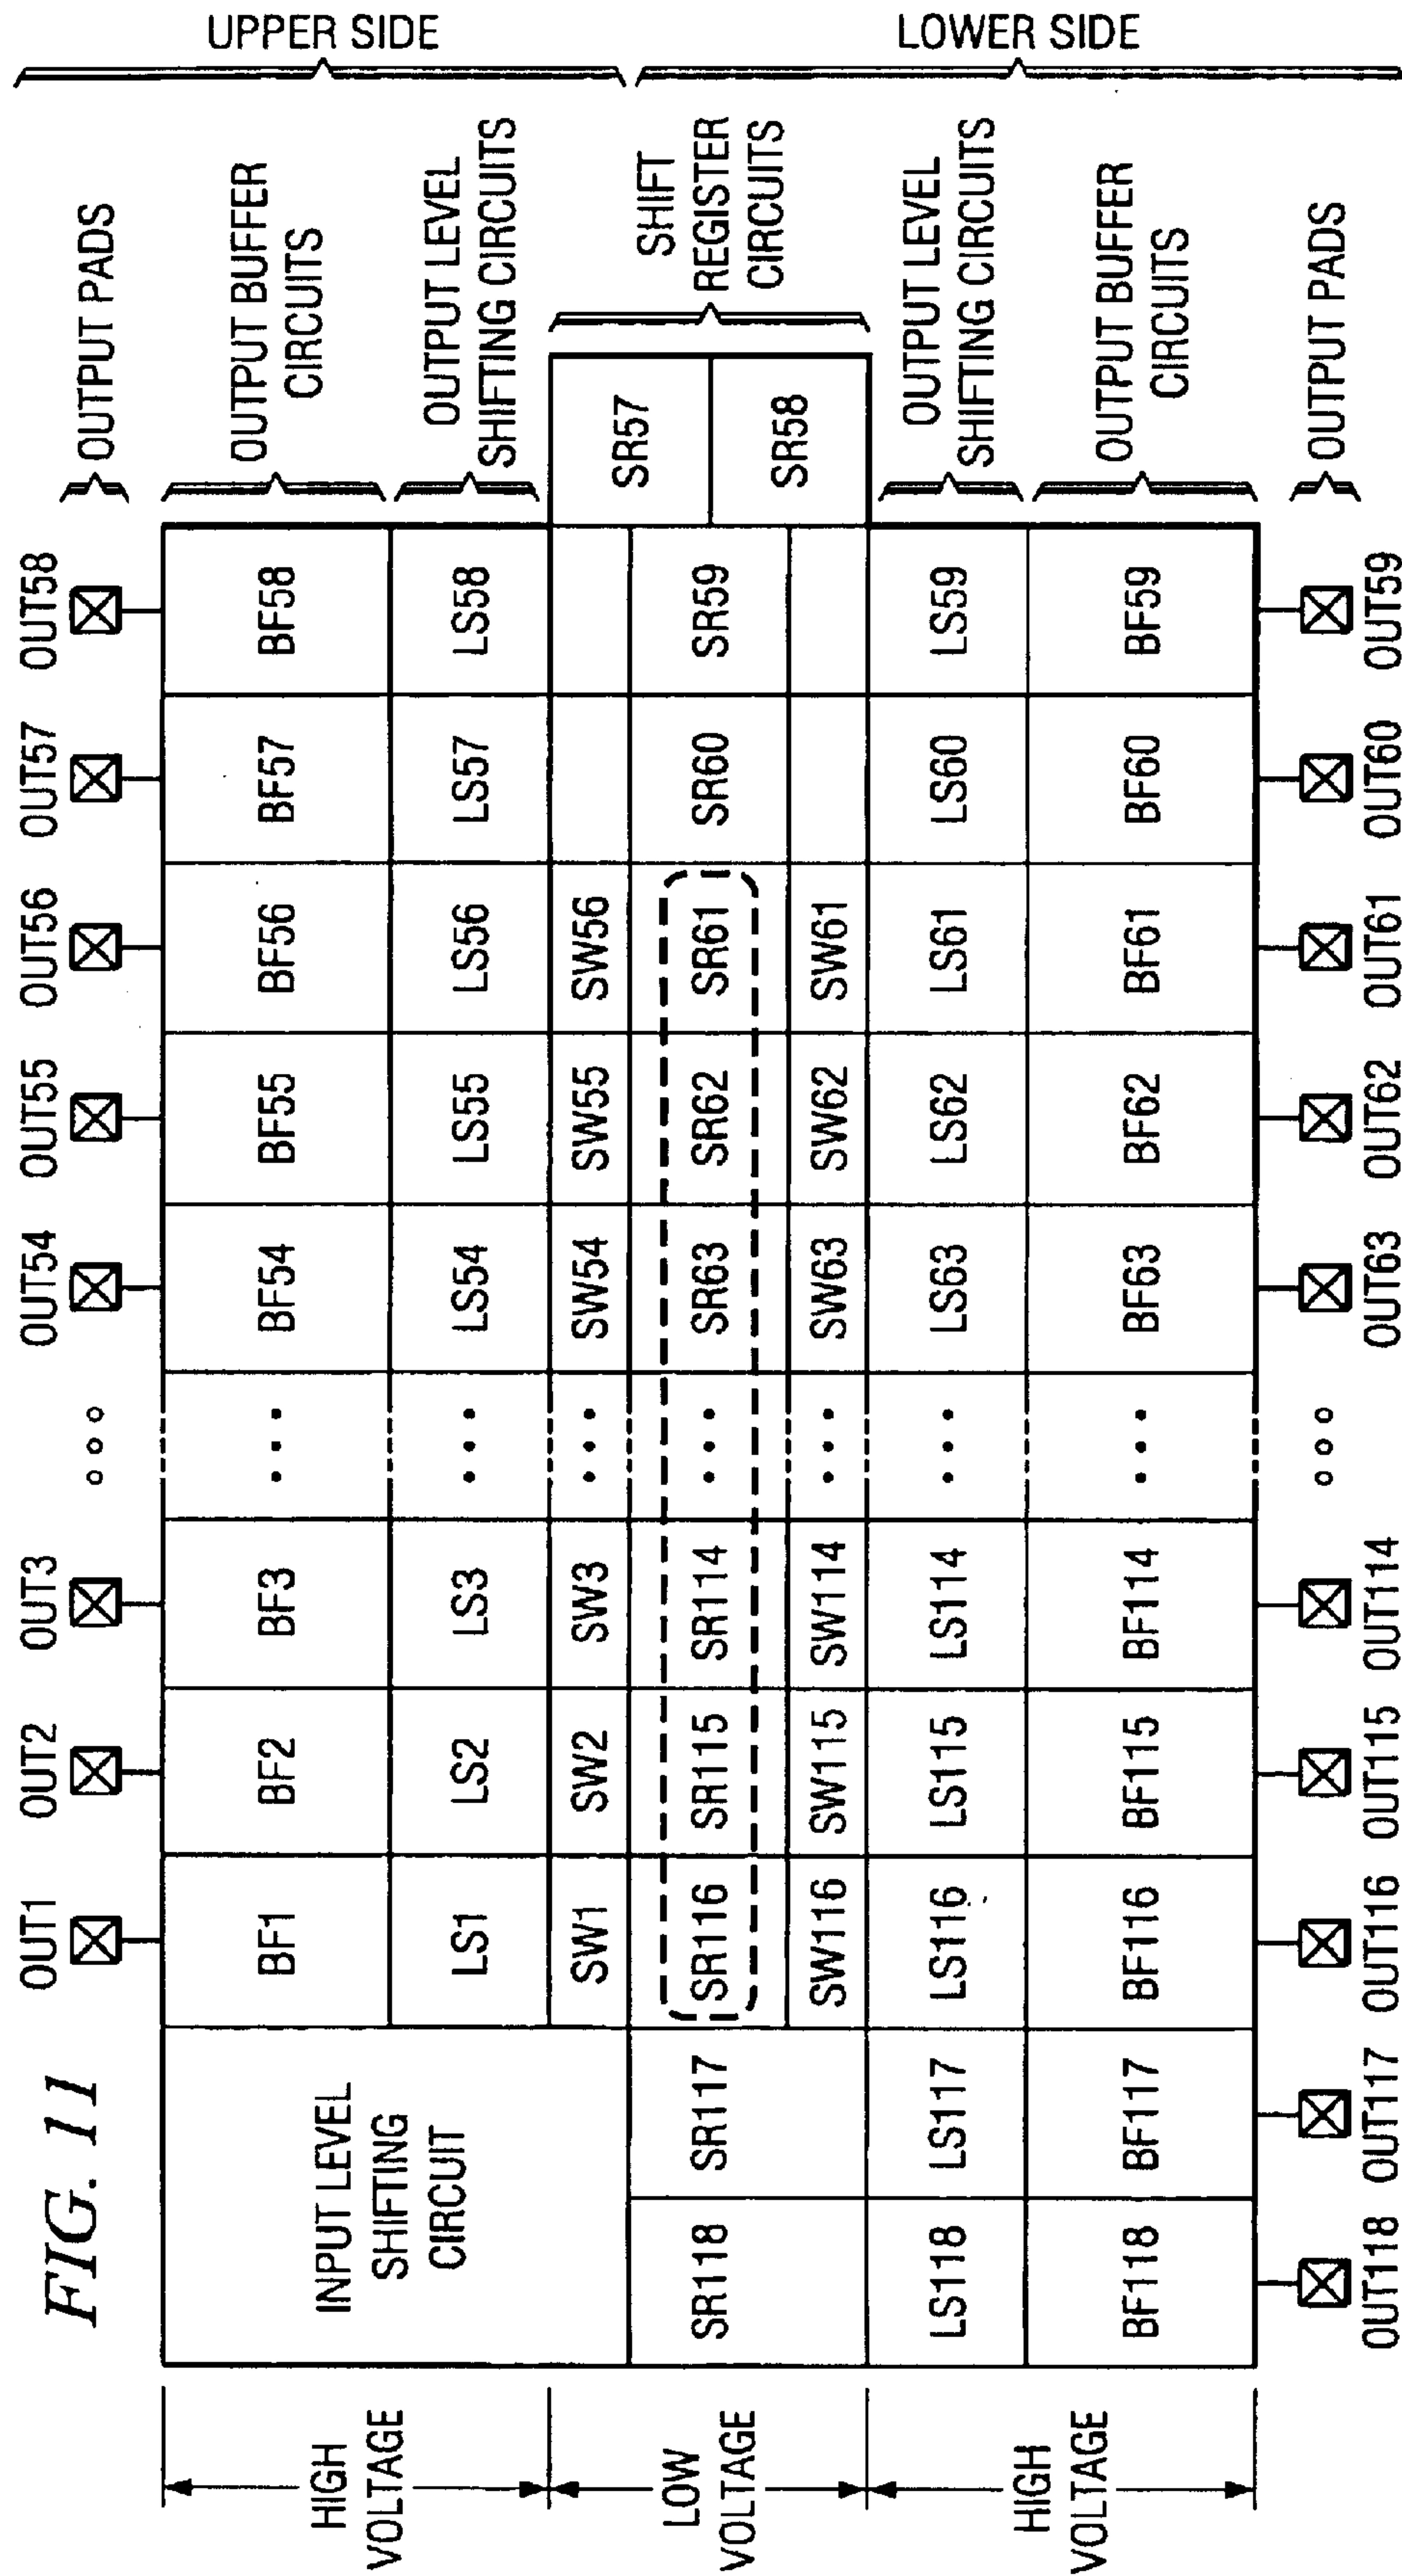 FIG. 11
UPPER SIDE
LOWER SIDE
OUT1
OUT2
OUT3
OUT54
OUT55
OUT56
OUT57
OUT58
OUTPUT PADS
HIGH
VOLTAGE
INPUT LEVEL
SHIFTING
CIRCUIT
BF1
BF2
BF3
BF54
BF55
BF56
BF57
BF58
OUTPUT BUFFER
CIRCUITS
LS1
LS2
LS3
LS54
LS55
LS56
LS57
LS58
OUTPUT LEVEL
SHIFTING CIRCUITS
LOW
VOLTAGE
SW1
SW2
SW3
SW54
SW55
SW56
SR57
SR118
SR117
SR116
SR115
SR114
SR63
SR62
SR61
SR60
SR59
SR58
SHIFT
REGISTER
CIRCUITS
SW116
SW115
SW114
SW63
SW62
SW61
HIGH
VOLTAGE
LS118
LS117
LS116
LS115
LS114
LS63
LS62
LS61
LS60
LS59
OUTPUT LEVEL
SHIFTING CIRCUITS
BF118
BF117
BF116
BF115
BF114
BF63
BF62
BF61
BF60
BF59
OUTPUT BUFFER
CIRCUITS
OUTPUT PADS
OUT118
OUT117
OUT116
OUT115
OUT114
OUT63
OUT62
OUT61
OUT60
OUT59